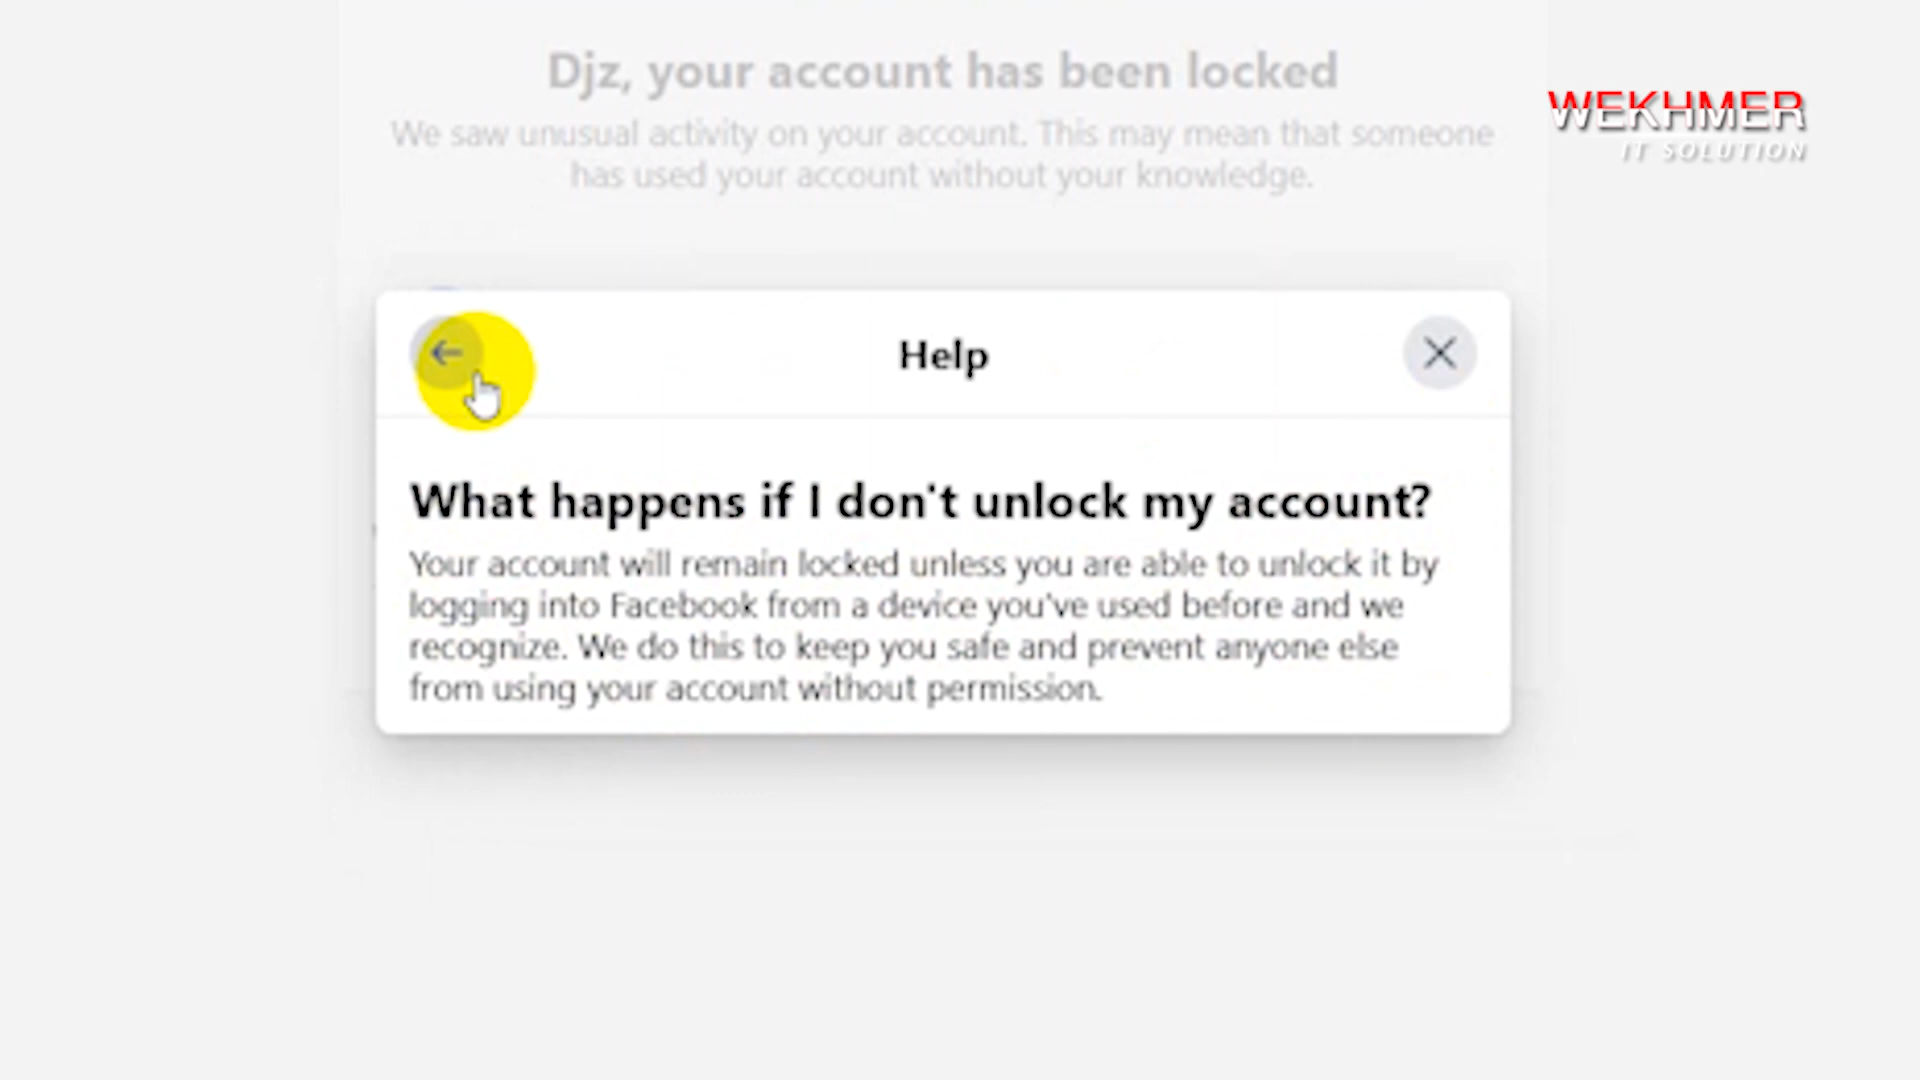 Djz, your account has been locked
We saw unusual activity on your account. This may mean that someone
has used your account without your knowledge.
WEKHMER
IT SOLUTION
Help
What happens if I don't unlock my account?
Your account will remain locked unless you are able to unlock it by
logging into Facebook from a device you've used before and we
recognize. We do this to keep you safe and prevent anyone else
from using your account without permission.